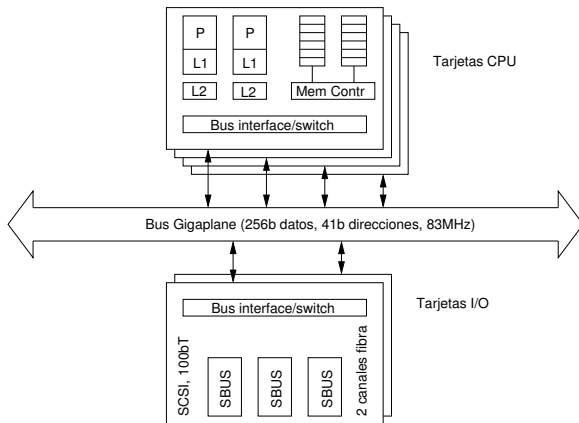 P P
L1 L1
L2 L2
Mem Contr
Bus interface/switch
Tarjetas CPU
Bus Gigaplane (256b datos, 41b direcciones, 83MHz)
Bus interface/switch
Tarjetas I/O
SCSI, 100bT
SBUS
SBUS
SBUS
2 canales fibra